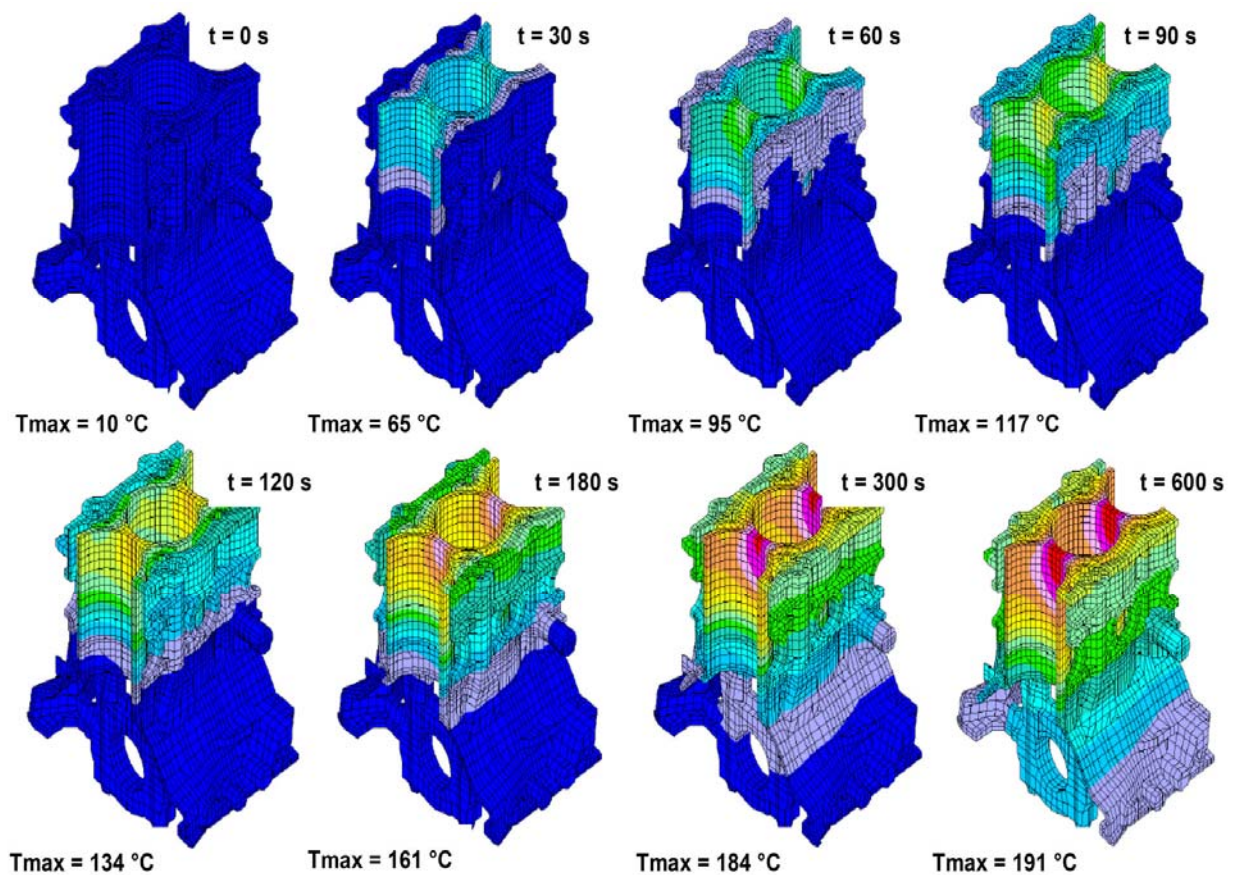 t = 0 s
t = 30 s
t = 60 s
t = 90 s
Tmax = 10 °C
Tmax = 65 °C
Tmax = 95 °C
Tmax = 117 °C
t = 120 s
t = 180 s
t = 300 s
t = 600 s
Tmax = 134 °C
Tmax = 161 °C
Tmax = 184 °C
Tmax = 191 °C